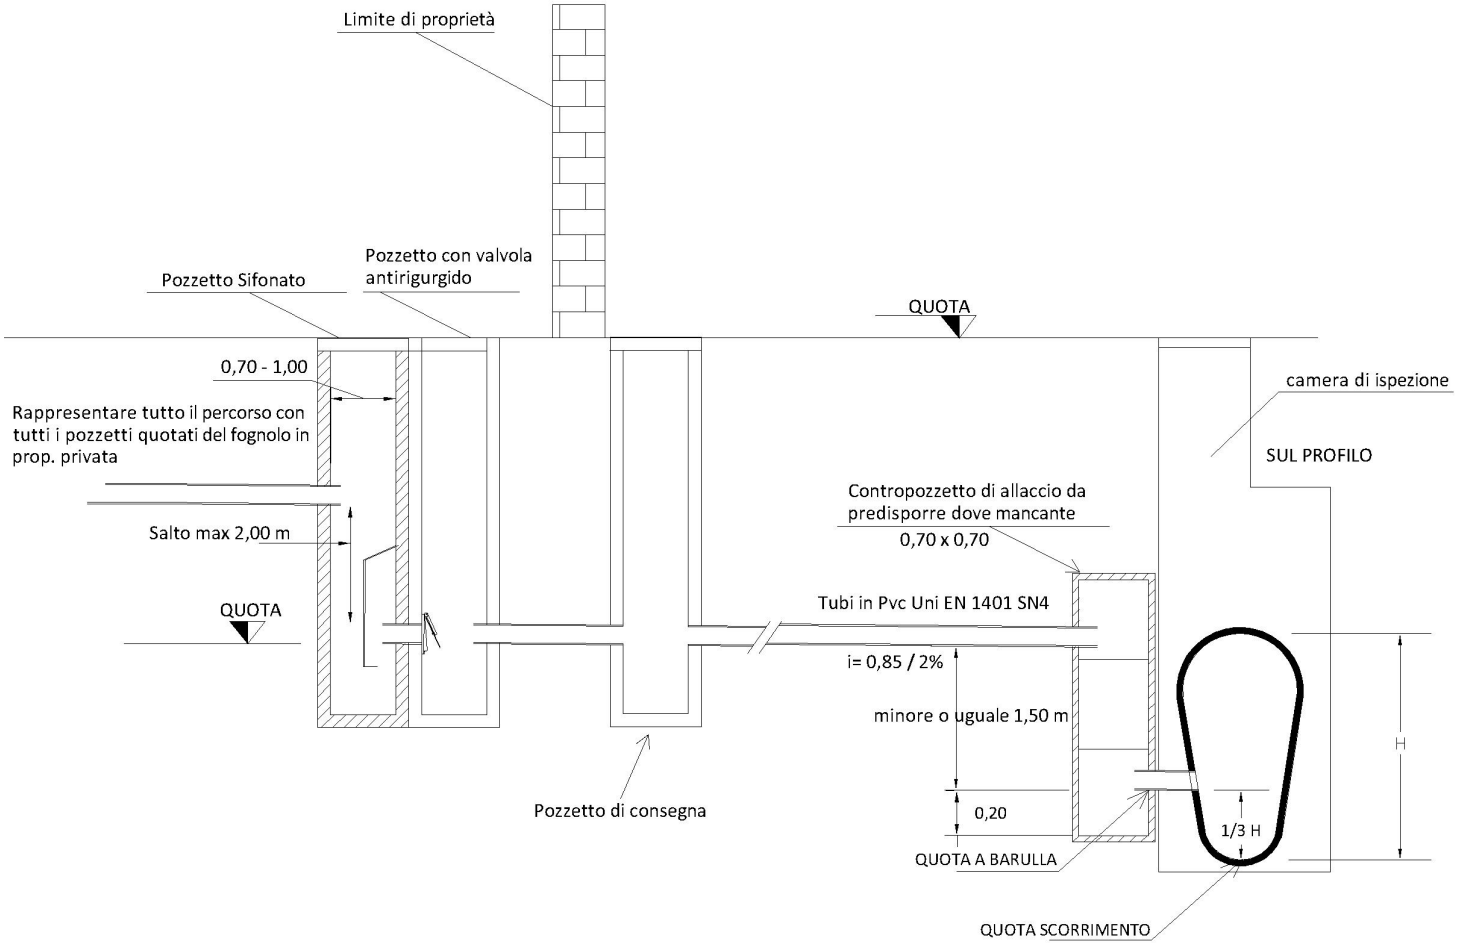 Limite di proprietà
Pozzetto con valvola
antirigurgido
Pozzetto Sifonato
QUOTA
0,70 - 1,00
camera di ispezione
Rappresentare tutto il percorso con
tutti i pozzetti quotati del fognolo in
prop. privata
SUL PROFILO
Contropozzetto di allaccio da
predisporre dove mancante
0,70 x 0,70
Salto max 2,00 m
QUOTA
Tubi in Pvc Uni EN 1401 SN4
i= 0,85 / 2%
minore o uguale 1,50 m
H
Pozzetto di consegna
0,20
1/3 H
QUOTA A BARULLA
QUOTA SCORRIMENTO